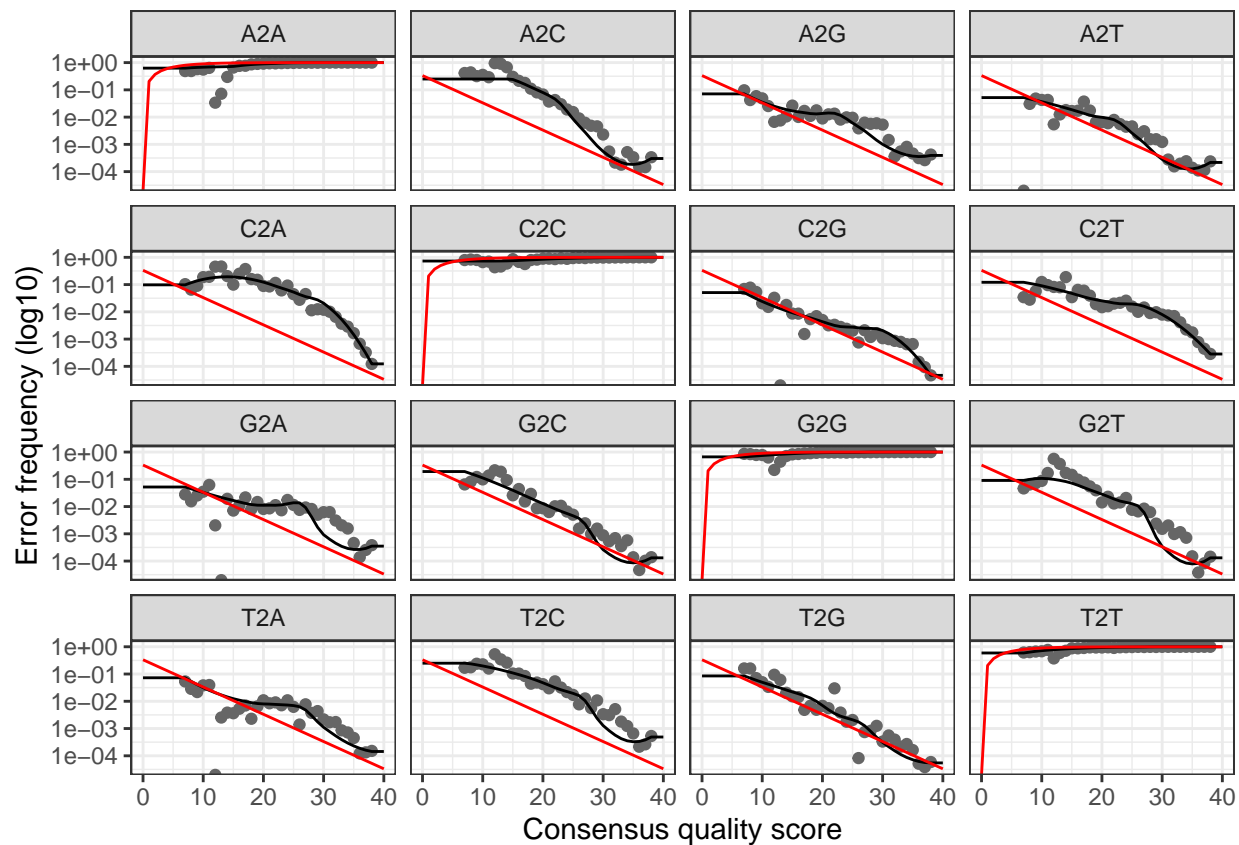 A2A A2C A2G A2T
1e+00
1e−01
1e−02
1e−03
1e−04
C2A C2C C2G C2T
1e+00
1e−01
1e−02
1e−03
1e−04
G2A G2C G2G G2T
1e+00
1e−01
1e−02
1e−03
1e−04
T2A T2C T2G T2T
1e+00
1e−01
1e−02
1e−03
1e−04
0 10 20 30 40 0 10 20 30 40 0 10 20 30 40 0 10 20 30 40
Consensus quality score
Error frequency (log10)